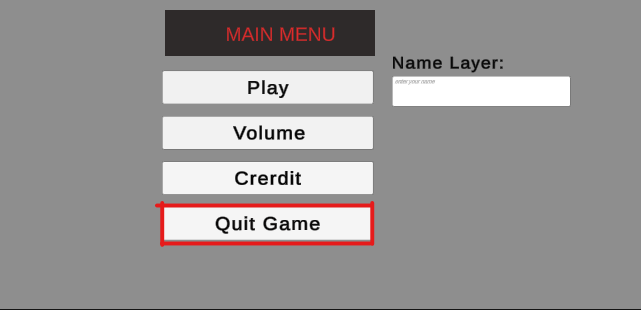 MAIN MENU
Play
Volume
Crerdit
Quit Game
Name Layer:
enter your name